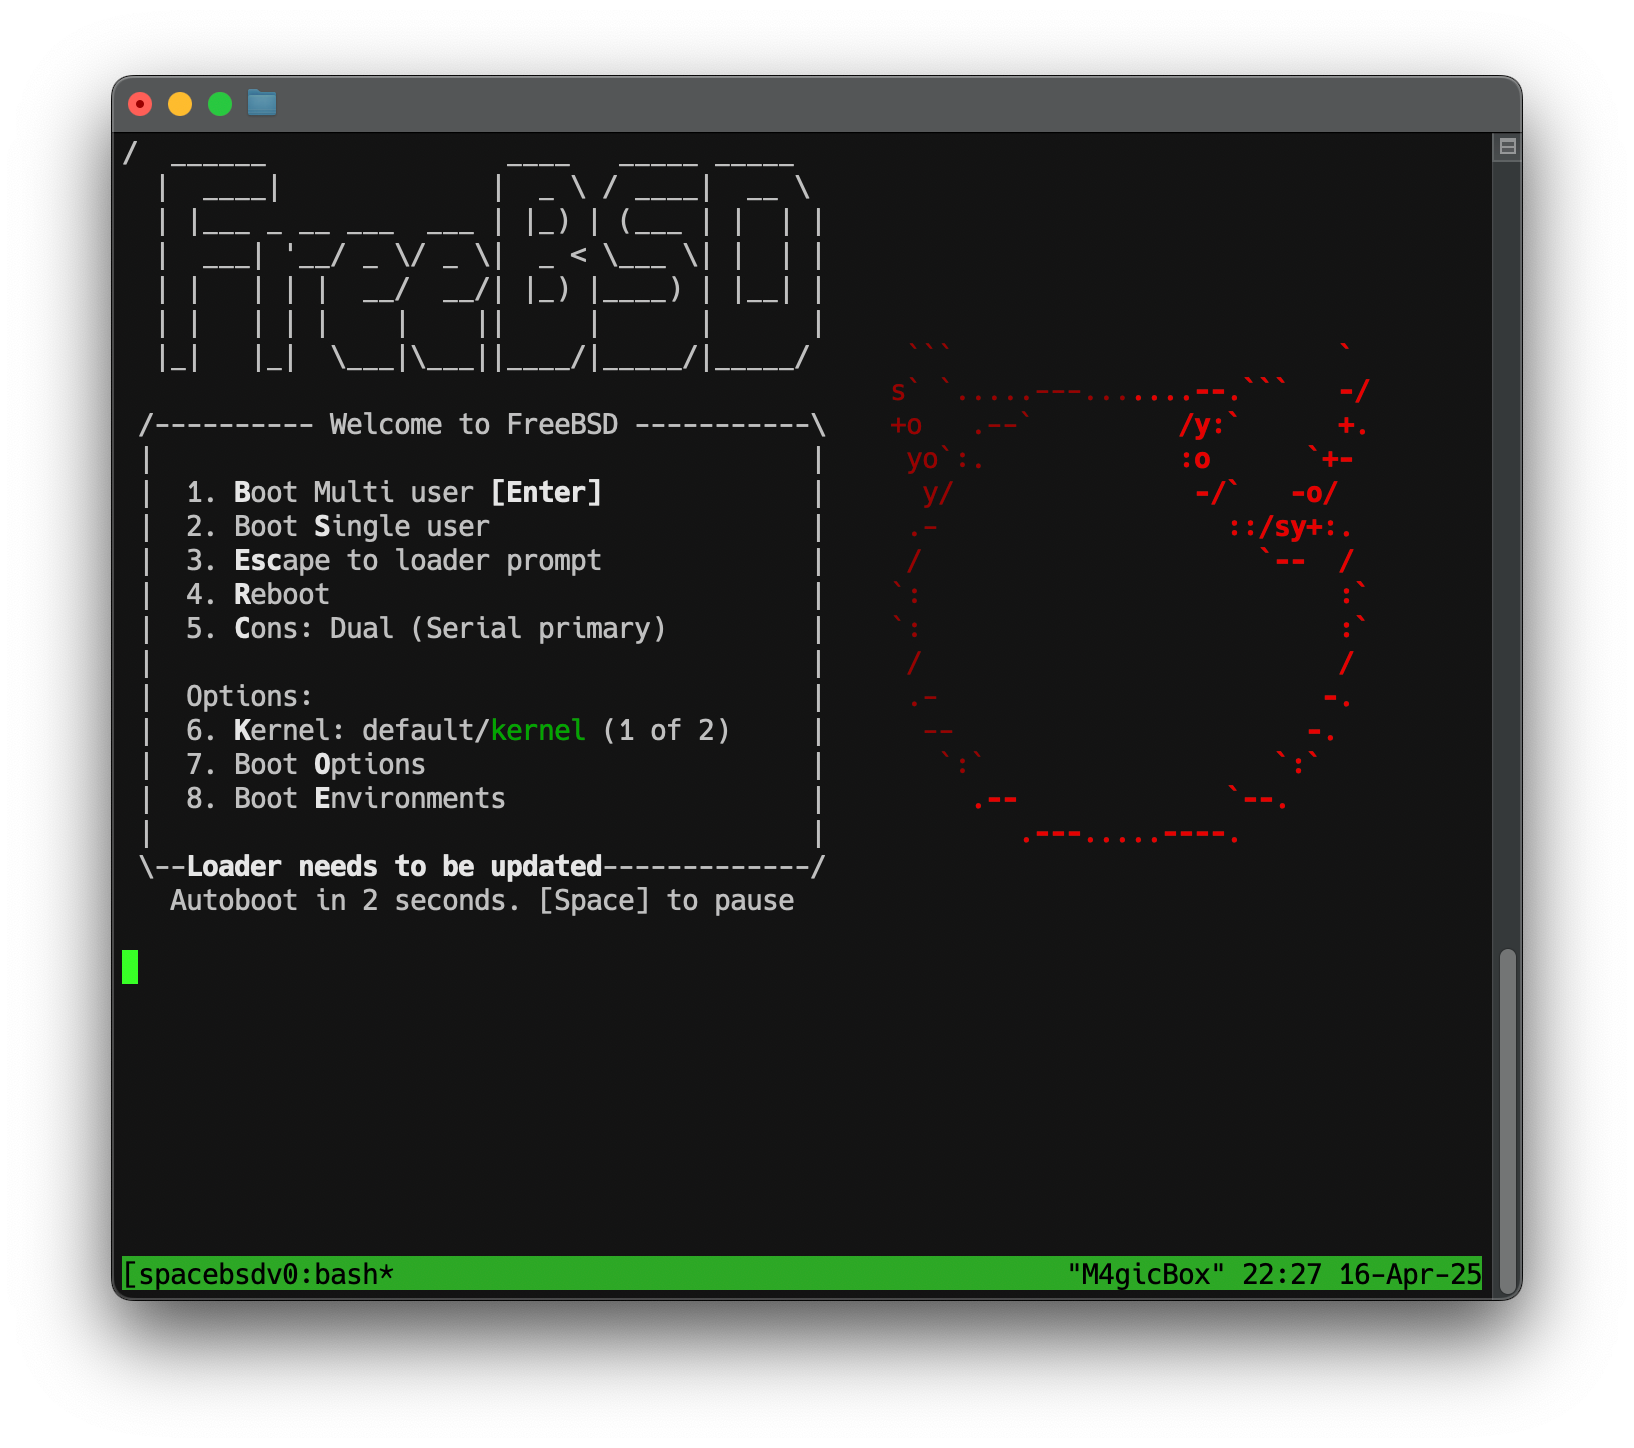 FreeBSD
/---------- Welcome to FreeBSD -----------\
1. Boot Multi user [Enter]
2. Boot Single user
3. Escape to loader prompt
4. Reboot
5. Cons: Dual (Serial primary)
Options:
6. Kernel: default/kernel (1 of 2)
7. Boot Options
8. Boot Environments
\--Loader needs to be updated-------------/
Autoboot in 2 seconds. [Space] to pause
[spacebsdv0:bash* "M4gicBox" 22:27 16-Apr-25